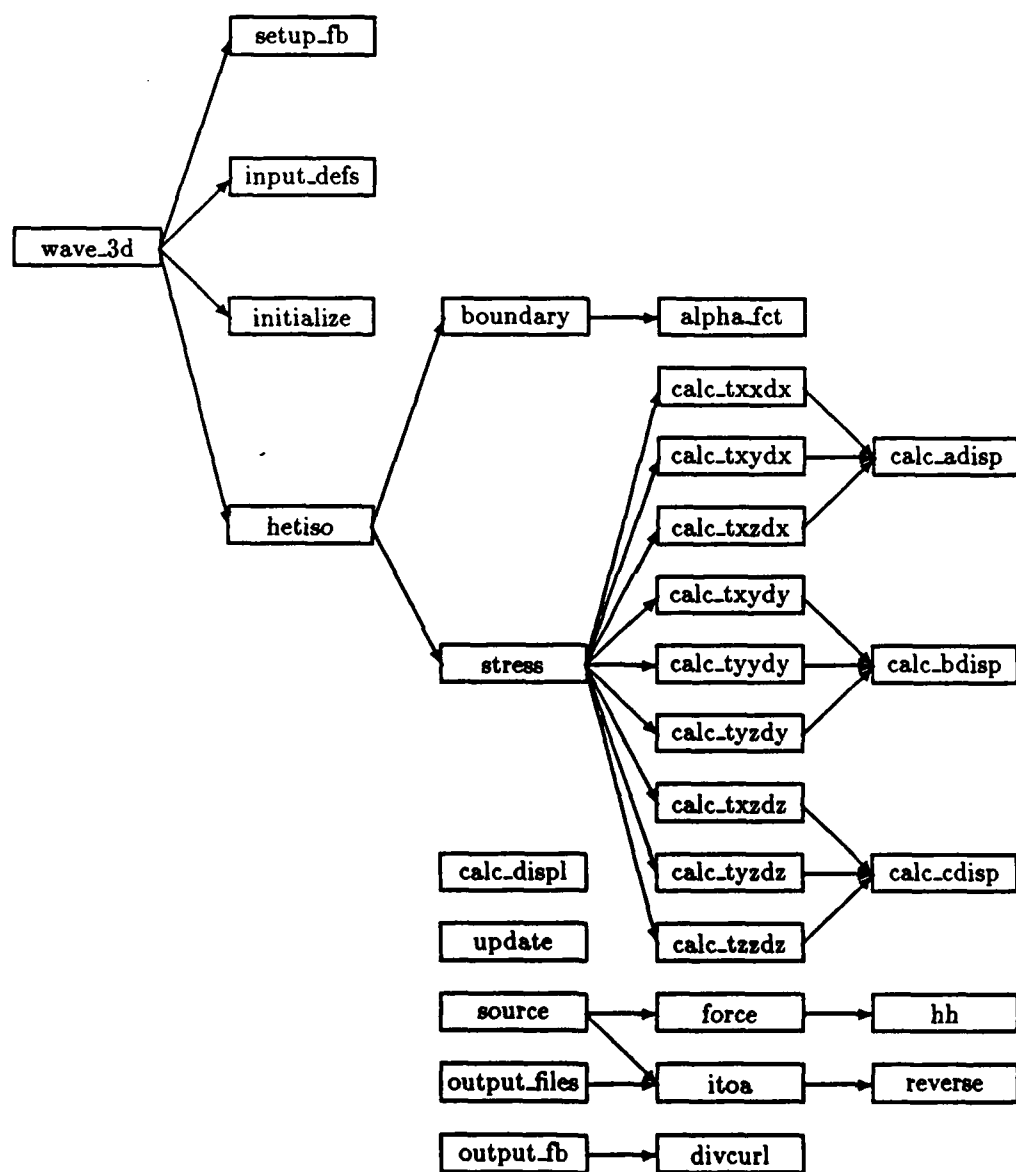 setup_fb
input_defs
wave_3d
initialize
boundary
alpha_fct
calc_txxdx
calc_txydx
calc_adisp
hetiso
calc_txzdx
calc_txydy
stress
calc_tyydy
calc_bdisp
calc_tyzdy
calc_txzdz
calc_displ
calc_tyzdz
calc_cdisp
update
calc_tzzdz
source
force
hh
output_files
itoa
reverse
output_fb
divcurl